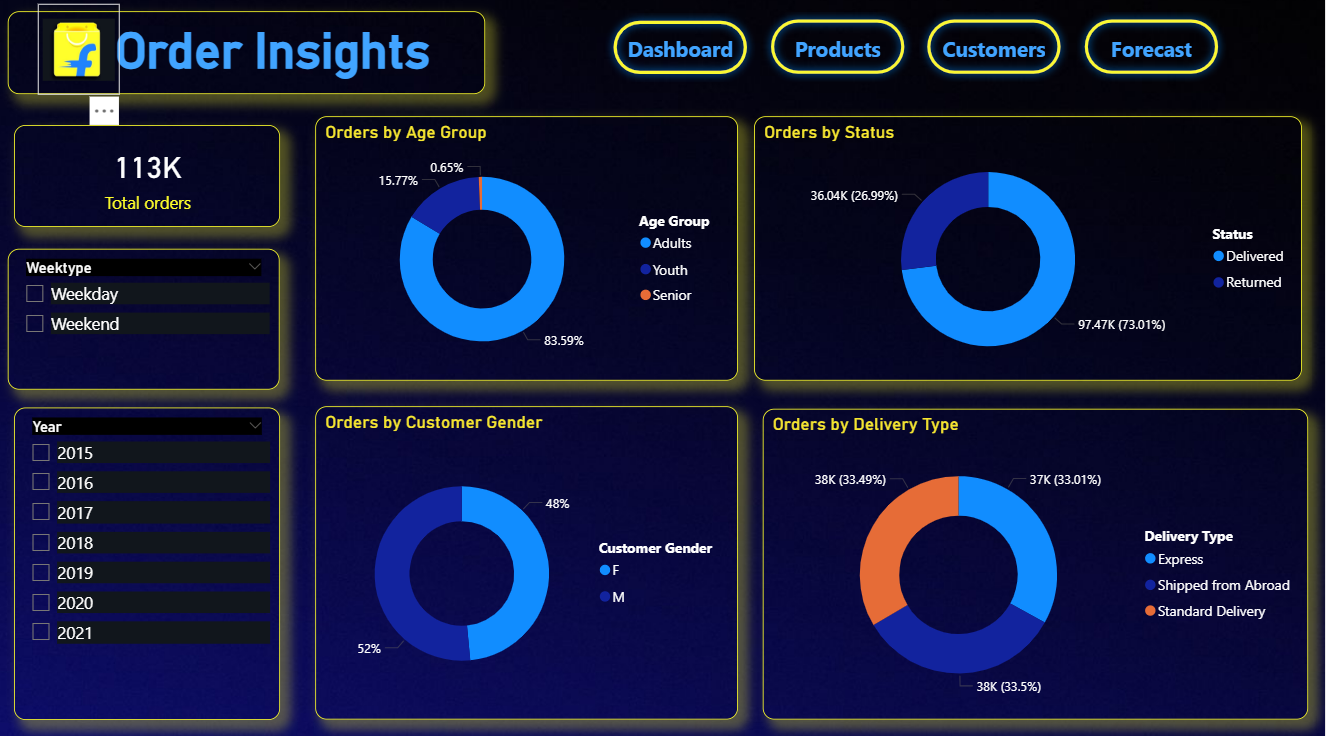 Order Insights
Dashboard
Products
Customers
Forecast
...
113K
Total orders
Weektype
Weekday
Weekend
Year
2015
2016
2017
2018
2019
2020
2021
Orders by Age Group
0.65%
15.77%
83.59%
Age Group
Adults
Youth
Senior
Orders by Status
36.04K (26.99%)
97.47K (73.01%)
Status
Delivered
Returned
Orders by Customer Gender
48%
52%
Customer Gender
F
M
Orders by Delivery Type
38K (33.49%)
37K (33.01%)
38K (33.5%)
Delivery Type
Express
Shipped from Abroad
Standard Delivery